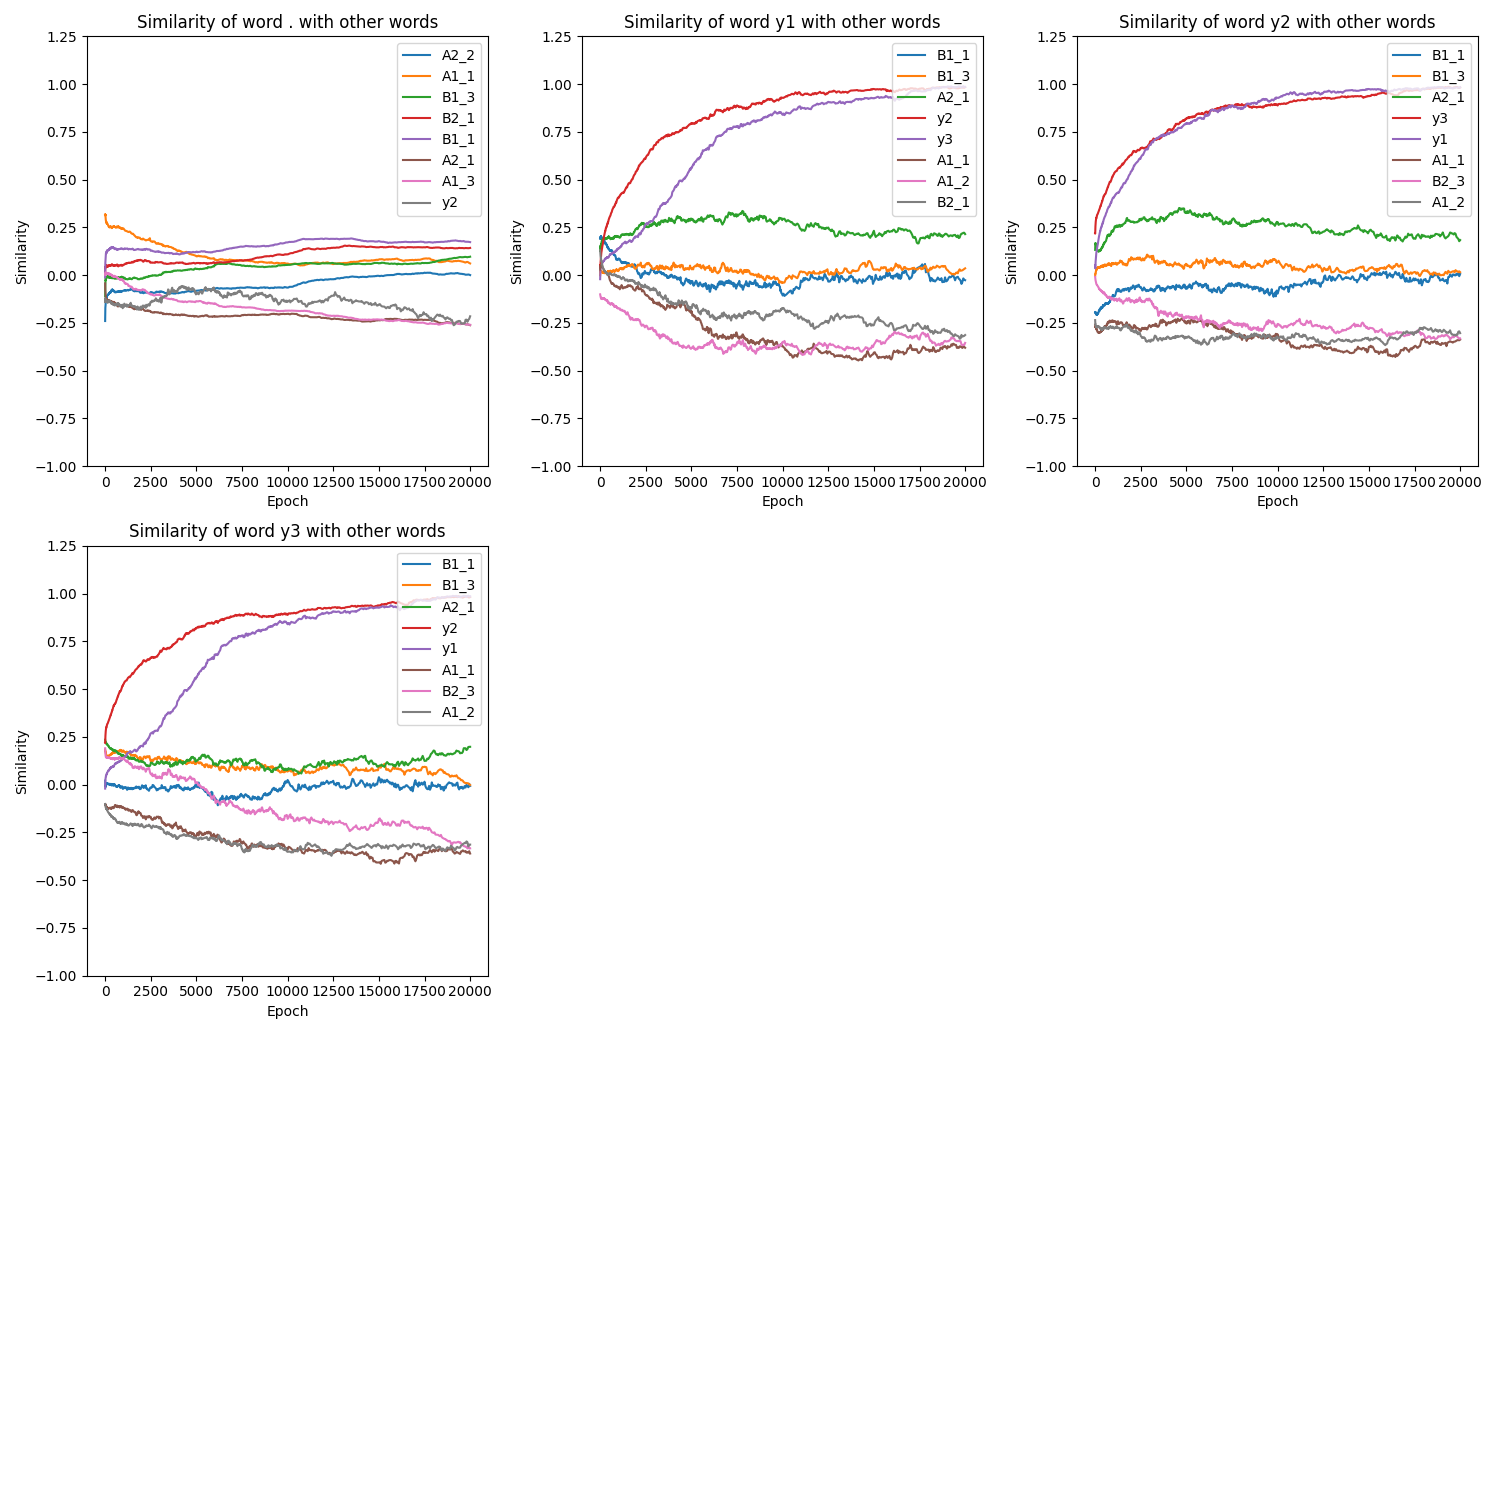 Similarity of word . with other words
1.25
1.00
0.75
0.50
0.25
0.00
−0.25
−0.50
−0.75
−1.00
Similarity
0 2500 5000 7500 10000 12500 15000 17500 20000
Epoch
A2_2
A1_1
B1_3
B2_1
B1_1
A2_1
A1_3
y2
Similarity of word y1 with other words
1.25
1.00
0.75
0.50
0.25
0.00
−0.25
−0.50
−0.75
−1.00
Similarity
0 2500 5000 7500 10000 12500 15000 17500 20000
Epoch
B1_1
B1_3
A2_1
y2
y3
A1_1
A1_2
B2_1
Similarity of word y2 with other words
1.25
1.00
0.75
0.50
0.25
0.00
−0.25
−0.50
−0.75
−1.00
Similarity
0 2500 5000 7500 10000 12500 15000 17500 20000
Epoch
B1_1
B1_3
A2_1
y3
y1
A1_1
B2_3
A1_2
Similarity of word y3 with other words
1.25
1.00
0.75
0.50
0.25
0.00
−0.25
−0.50
−0.75
−1.00
Similarity
0 2500 5000 7500 10000 12500 15000 17500 20000
Epoch
B1_1
B1_3
A2_1
y2
y1
A1_1
B2_3
A1_2